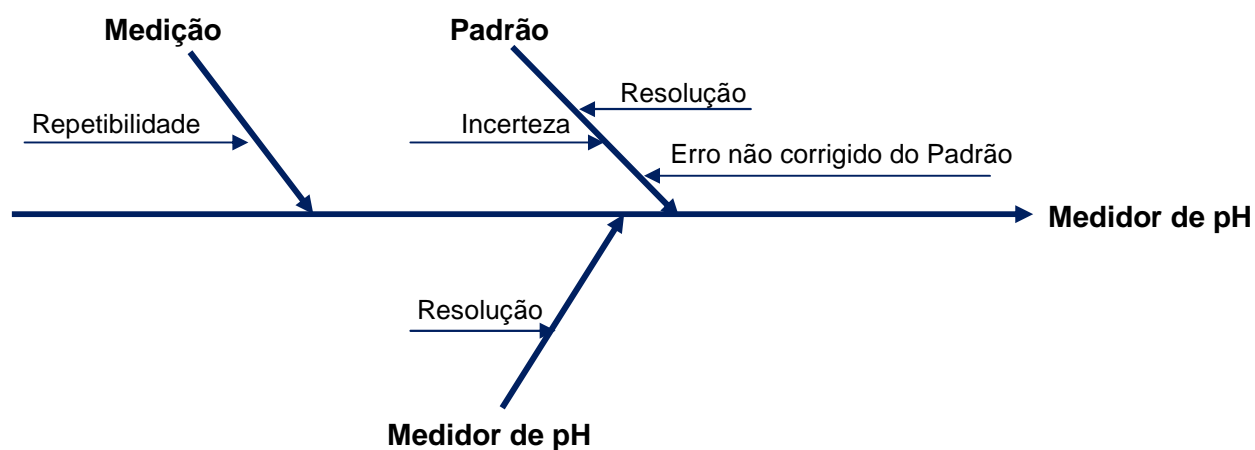 Medição
Padrão
Resolução
Repetibilidade
Incerteza
Erro não corrigido do Padrão
Medidor de pH
Resolução
Medidor de pH